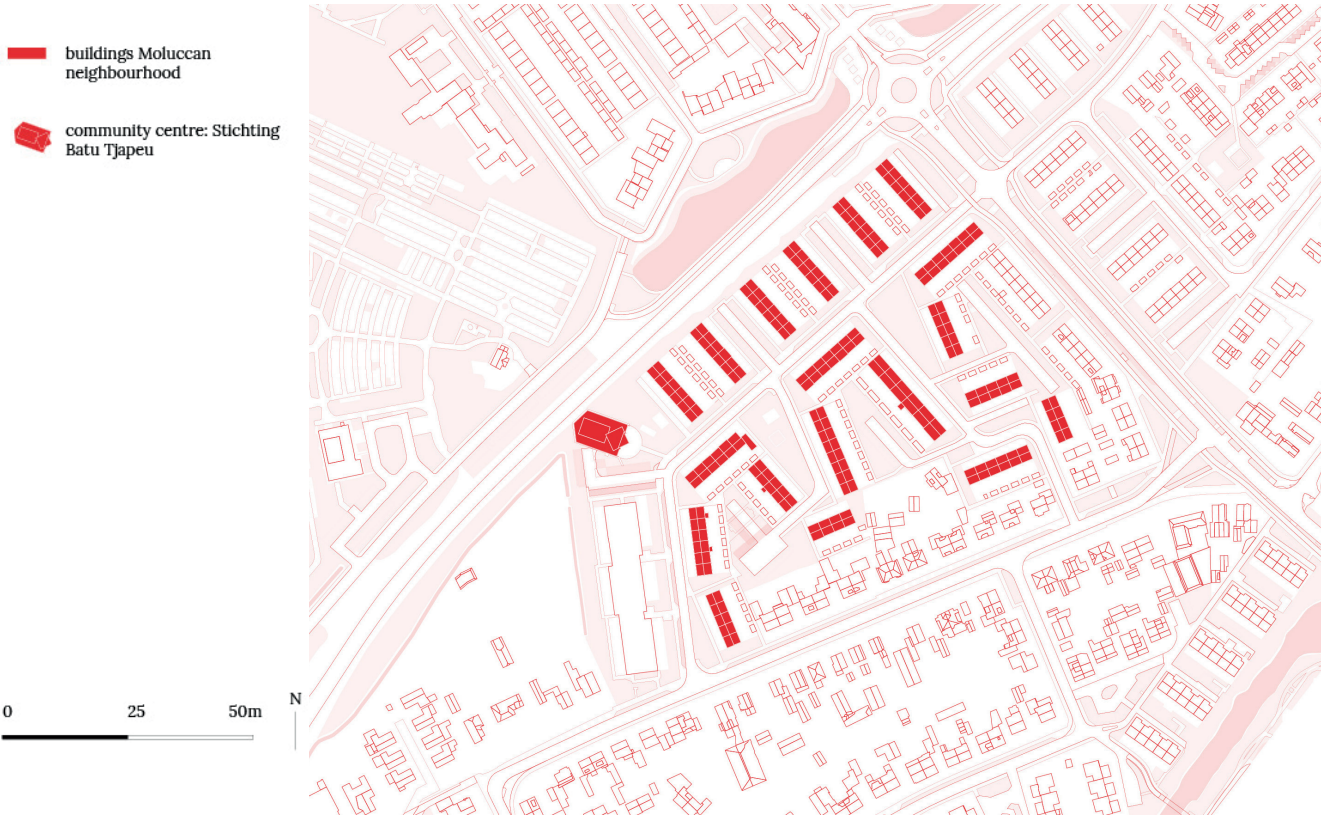 buildings Moluccan
neighbourhood
community centre: Stichting
Batu Tjapeu
0 25 50m
N